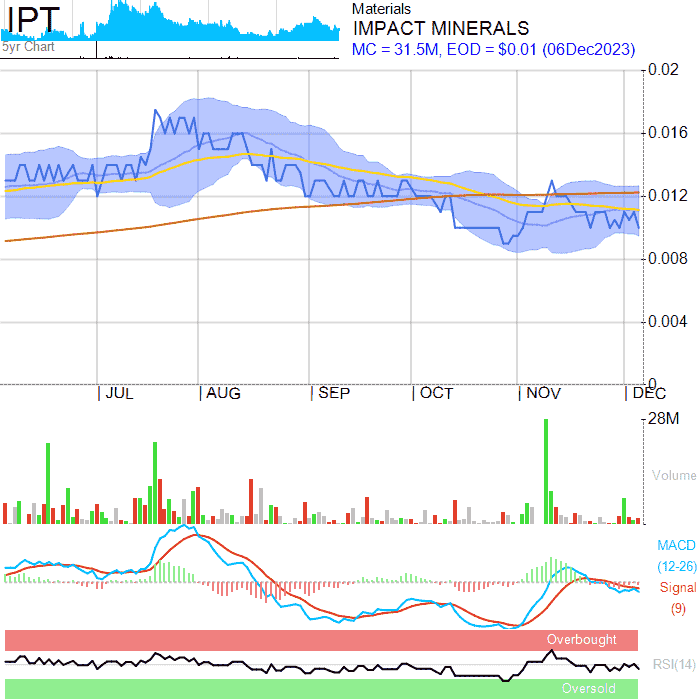 IPT
5yr Chart
Materials
IMPACT MINERALS
MC = 31.5M, EOD = $0.01 (06Dec2023)
0.02
0.016
0.012
0.008
0.004
0
JUL AUG SEP OCT NOV DEC
28M
Volume
MACD
(12-26)
Signal
(9)
Overbought
RSI(14)
Oversold